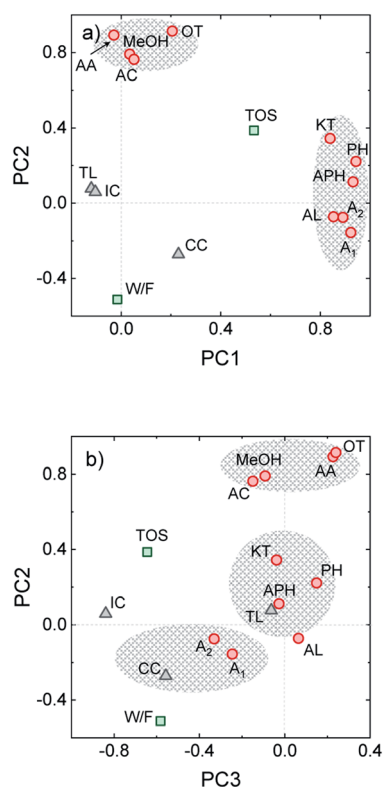 a)
MeOH
OT
AA
AC
0.8
TOS
KT
0.4
PH
APH
TL
IC
PC2
0.0
AL
A2
A1
CC
-0.4
W/F
0.0
0.4
0.8
PC1
b)
OT
MeOH
AA
0.8
AC
TOS
0.4
KT
PH
APH
IC
TL
PC2
0.0
A2
A1
AL
CC
-0.4
W/F
-0.8
-0.4
0.0
0.4
PC3